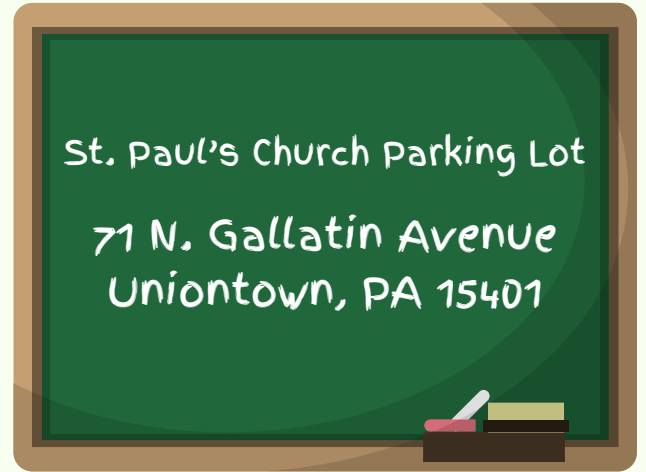 St. Paul's Church Parking Lot
71 N. Gallatin Avenue
Uniontown, PA 15401